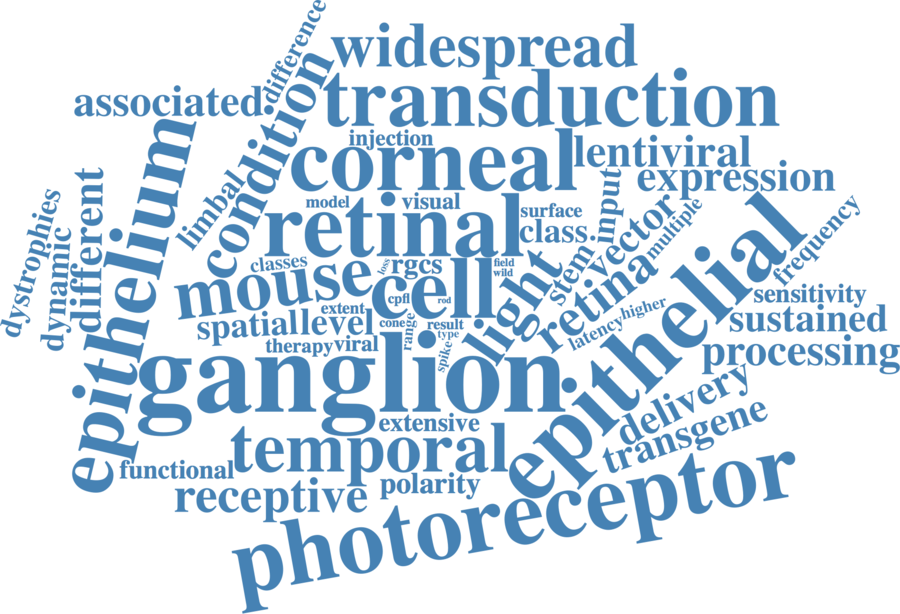 difference
widespread
associated
transduction
condition
injection
corneal
lentiviral
expression
epithelium
limbal
model
visual
retinal
surface
class
input
vector
multiple
different
dystrophies
dynamic
classes
loss
rgcs
field
wild
stem
mouse
cell
light
retina
epithelial
frequency
cpfl
rod
extent
spatial
level
cone
range
result
type
latency
higher
sensitivity
sustained
therapy
viral
spike
processing
ganglion
extensive
delivery
transgene
temporal
functional
polarity
receptive
photoreceptor